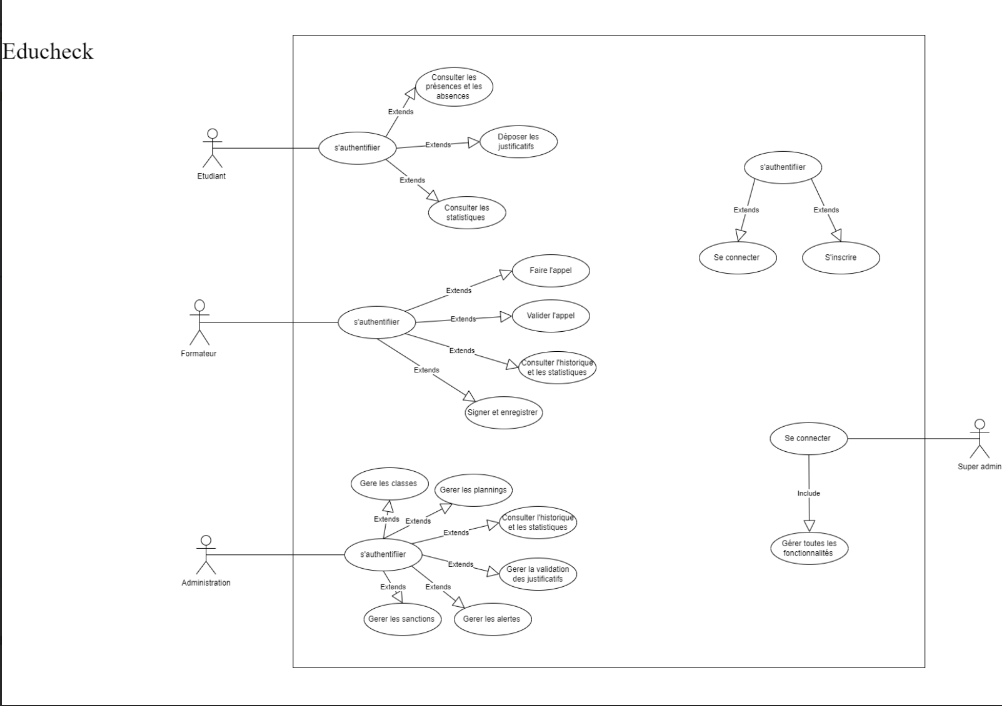 Educheck
Consulter les
présences et les
absences
Extends
s'authentifiier
Extends
Déposer les
justificatifs
Etudiant
Extends
Consulter les
statistiques
s'authentifiier
Extends
Extends
Se connecter
S'inscrire
Faire l'appel
Extends
s'authentifiier
Extends
Valider l'appel
Formateur
Extends
Consulter l'historique
et les statistiques
Extends
Signer et enregistrer
Se connecter
Super admin
Include
Gérer toutes les
fonctionnalités
Gere les classes
Gerer les plannings
Extends
Extends
Consulter l'historique
et les statistiques
Extends
s'authentifiier
Extends
Gerer la validation
des justificatifs
Administration
Extends
Extends
Gerer les sanctions
Gerer les alertes